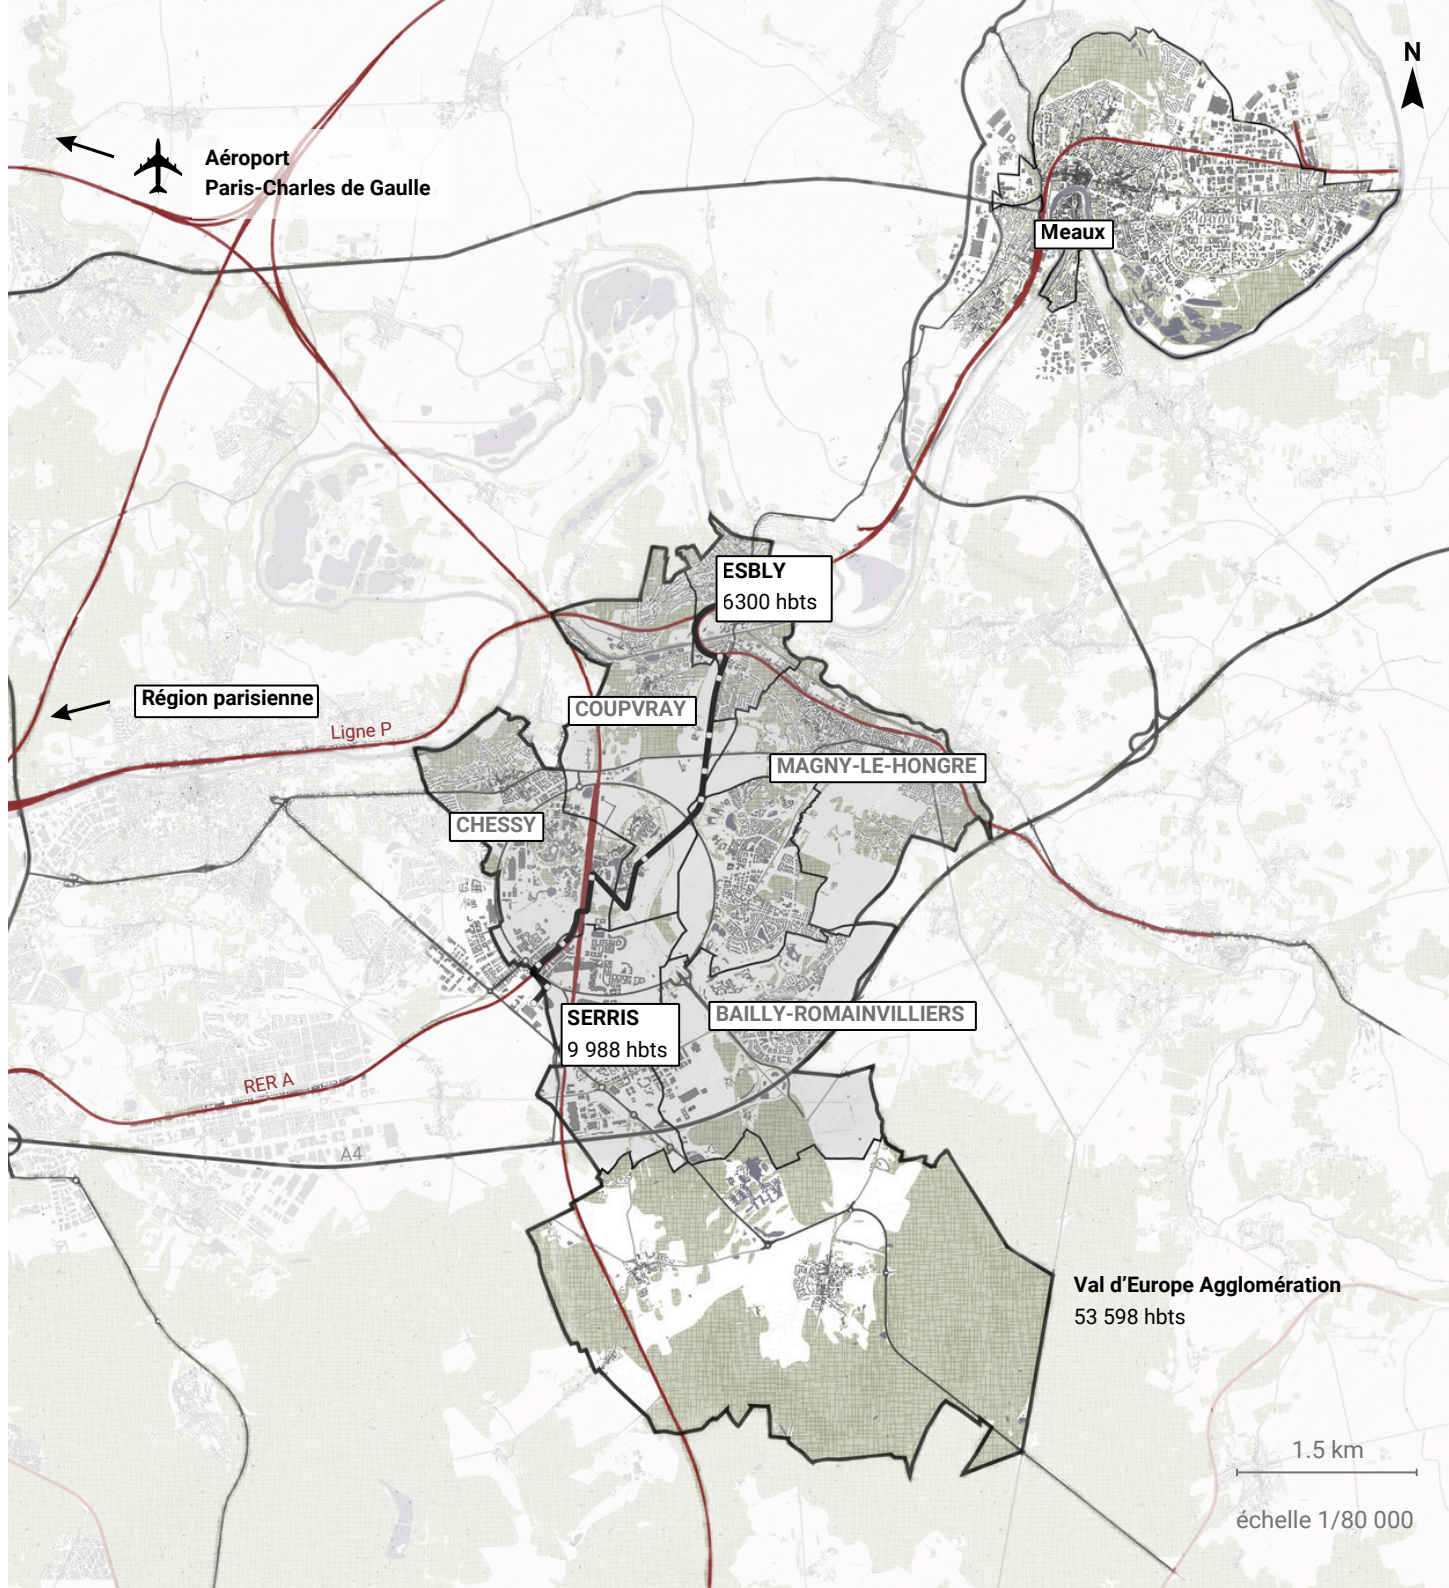 N
Aéroport
Paris-Charles de Gaulle
Meaux
ESBLY
6300 hbts
Région parisienne
Ligne P
COUPVRAY
MAGNY-LE-HONGRE
CHESSY
SERRIS
9 988 hbts
BAILLY-ROMAINVILLIERS
RER A
A4
Val d’Europe Agglomération
53 598 hbts
1.5 km
échelle 1/80 000